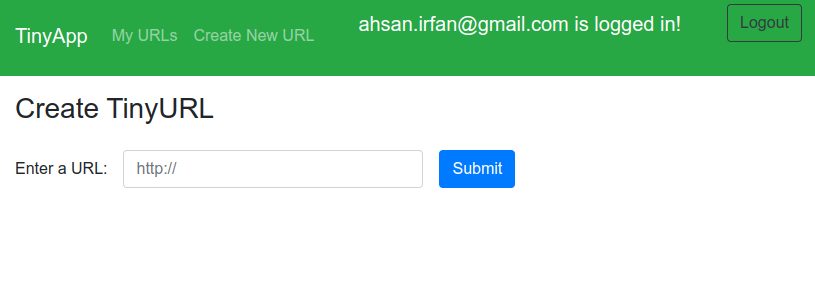 TinyApp My URLs Create New URL ahsan.irfan@gmail.com is logged in! Logout
Create TinyURL
Enter a URL: http:// Submit